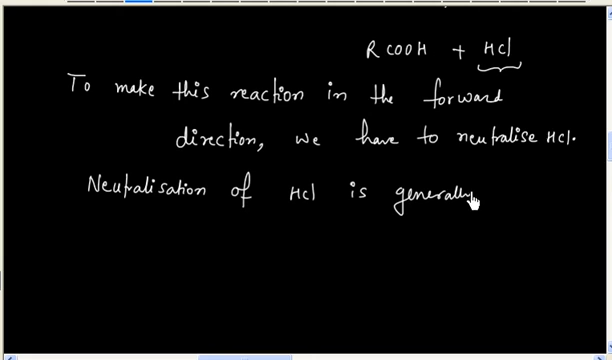 RCOOH + HCl
To make this reaction in the forward
direction, we have to neutralise HCl.
Neutralisation of HCl is generally